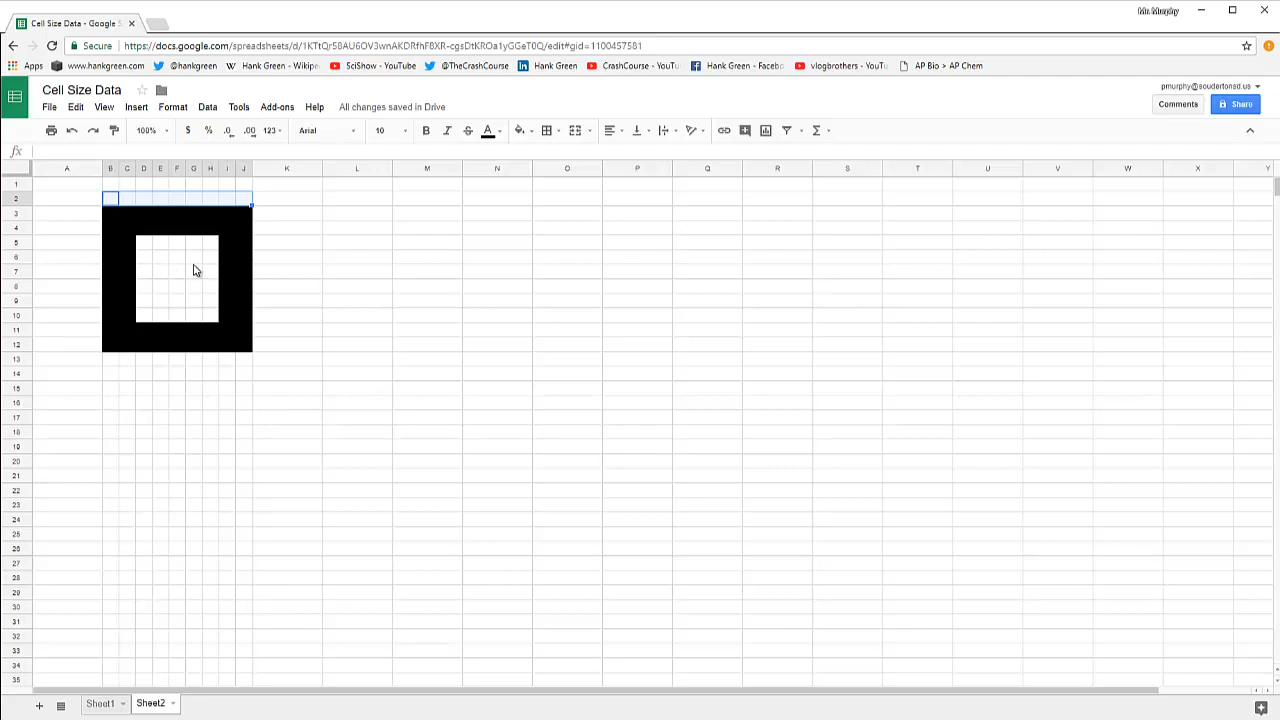 Mr. Murphy
Cell Size Data - Google S
Secure
https://docs.google.com/spreadsheets/d/1KTtQr58AU6OV3wnAKDRfhF8XR-cgsDtKROa1yGGeT0Q/edit#gid=1100457581
Apps www.hankgreen.com @hankgreen Hank Green - Wikipe SciShow - YouTube @TheCrashCourse Hank Green CrashCourse - YouTu Hank Green - Facebo vlogbrothers - YouTu AP Bio > AP Chem
Cell Size Data
pmurphy@soudertonsd.us
File Edit View Insert Format Data Tools Add-ons Help All changes saved in Drive
Comments Share
100% $ % .0 .00 123 Arial 10 B I S A Σ
fx
A B C D E F G H I J K L M N O P Q R S T U V W X Y
1
2
3
4
5
6
7
8
9
10
11
12
13
14
15
16
17
18
19
20
21
22
23
24
25
26
27
28
29
30
31
32
33
34
35
Sheet1 Sheet2